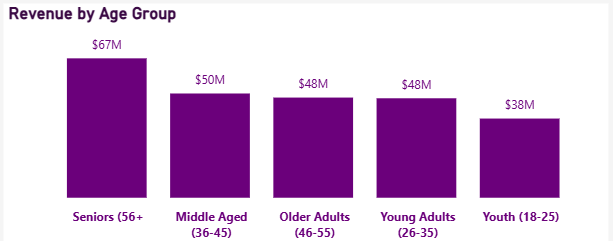 Revenue by Age Group
$67M
$50M
$48M
$48M
$38M
Seniors (56+
Middle Aged
(36-45)
Older Adults
(46-55)
Young Adults
(26-35)
Youth (18-25)